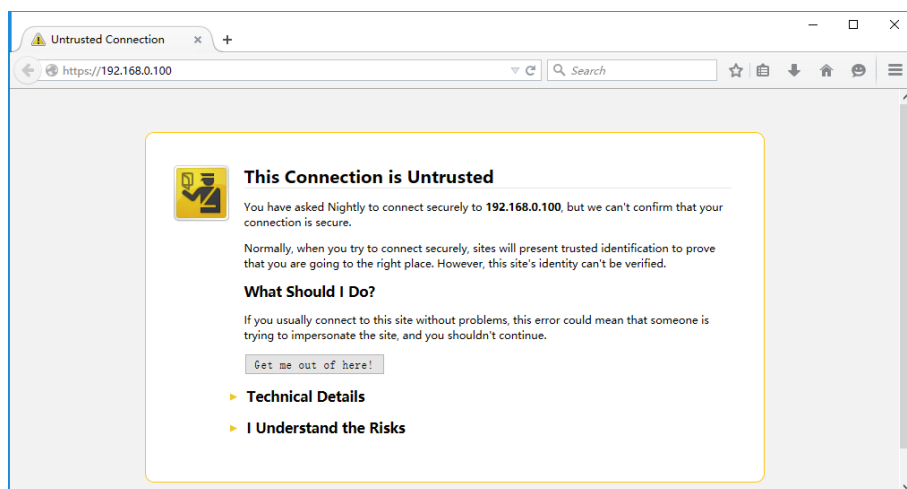 Untrusted Connection
https://192.168.0.100
Search
This Connection is Untrusted
You have asked Nightly to connect securely to 192.168.0.100, but we can't confirm that your
connection is secure.
Normally, when you try to connect securely, sites will present trusted identification to prove
that you are going to the right place. However, this site's identity can't be verified.
What Should I Do?
If you usually connect to this site without problems, this error could mean that someone is
trying to impersonate the site, and you shouldn't continue.
Get me out of here!
Technical Details
I Understand the Risks